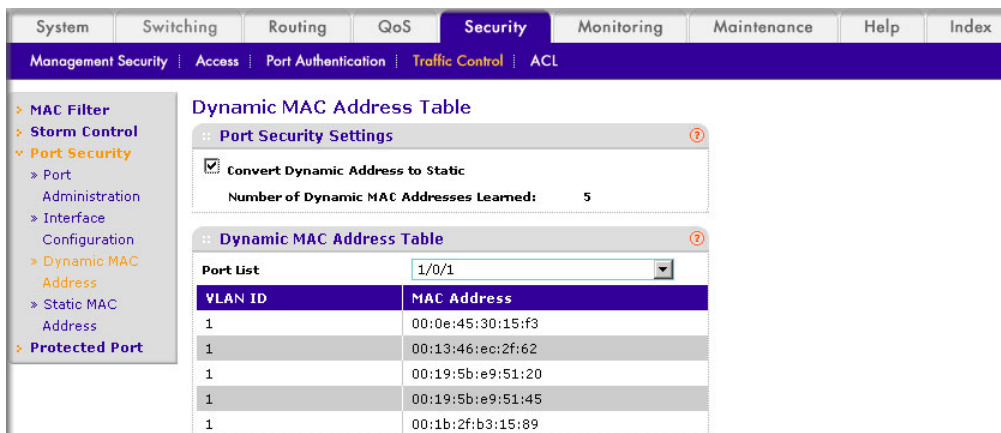 System Switching Routing QoS Security Monitoring Maintenance Help Index
Management Security | Access | Port Authentication | Traffic Control | ACL
> MAC Filter
> Storm Control
Port Security
» Port
Administration
» Interface
Configuration
» Dynamic MAC
Address
» Static MAC
Address
> Protected Port
Dynamic MAC Address Table
Port Security Settings ?
Convert Dynamic Address to Static
Number of Dynamic MAC Addresses Learned: 5
Dynamic MAC Address Table ?
Port List 1/0/1
VLAN ID MAC Address
1 00:0e:45:30:15:f3
1 00:13:46:ec:2f:62
1 00:19:5b:e9:51:20
1 00:19:5b:e9:51:45
1 00:1b:2f:b3:15:89